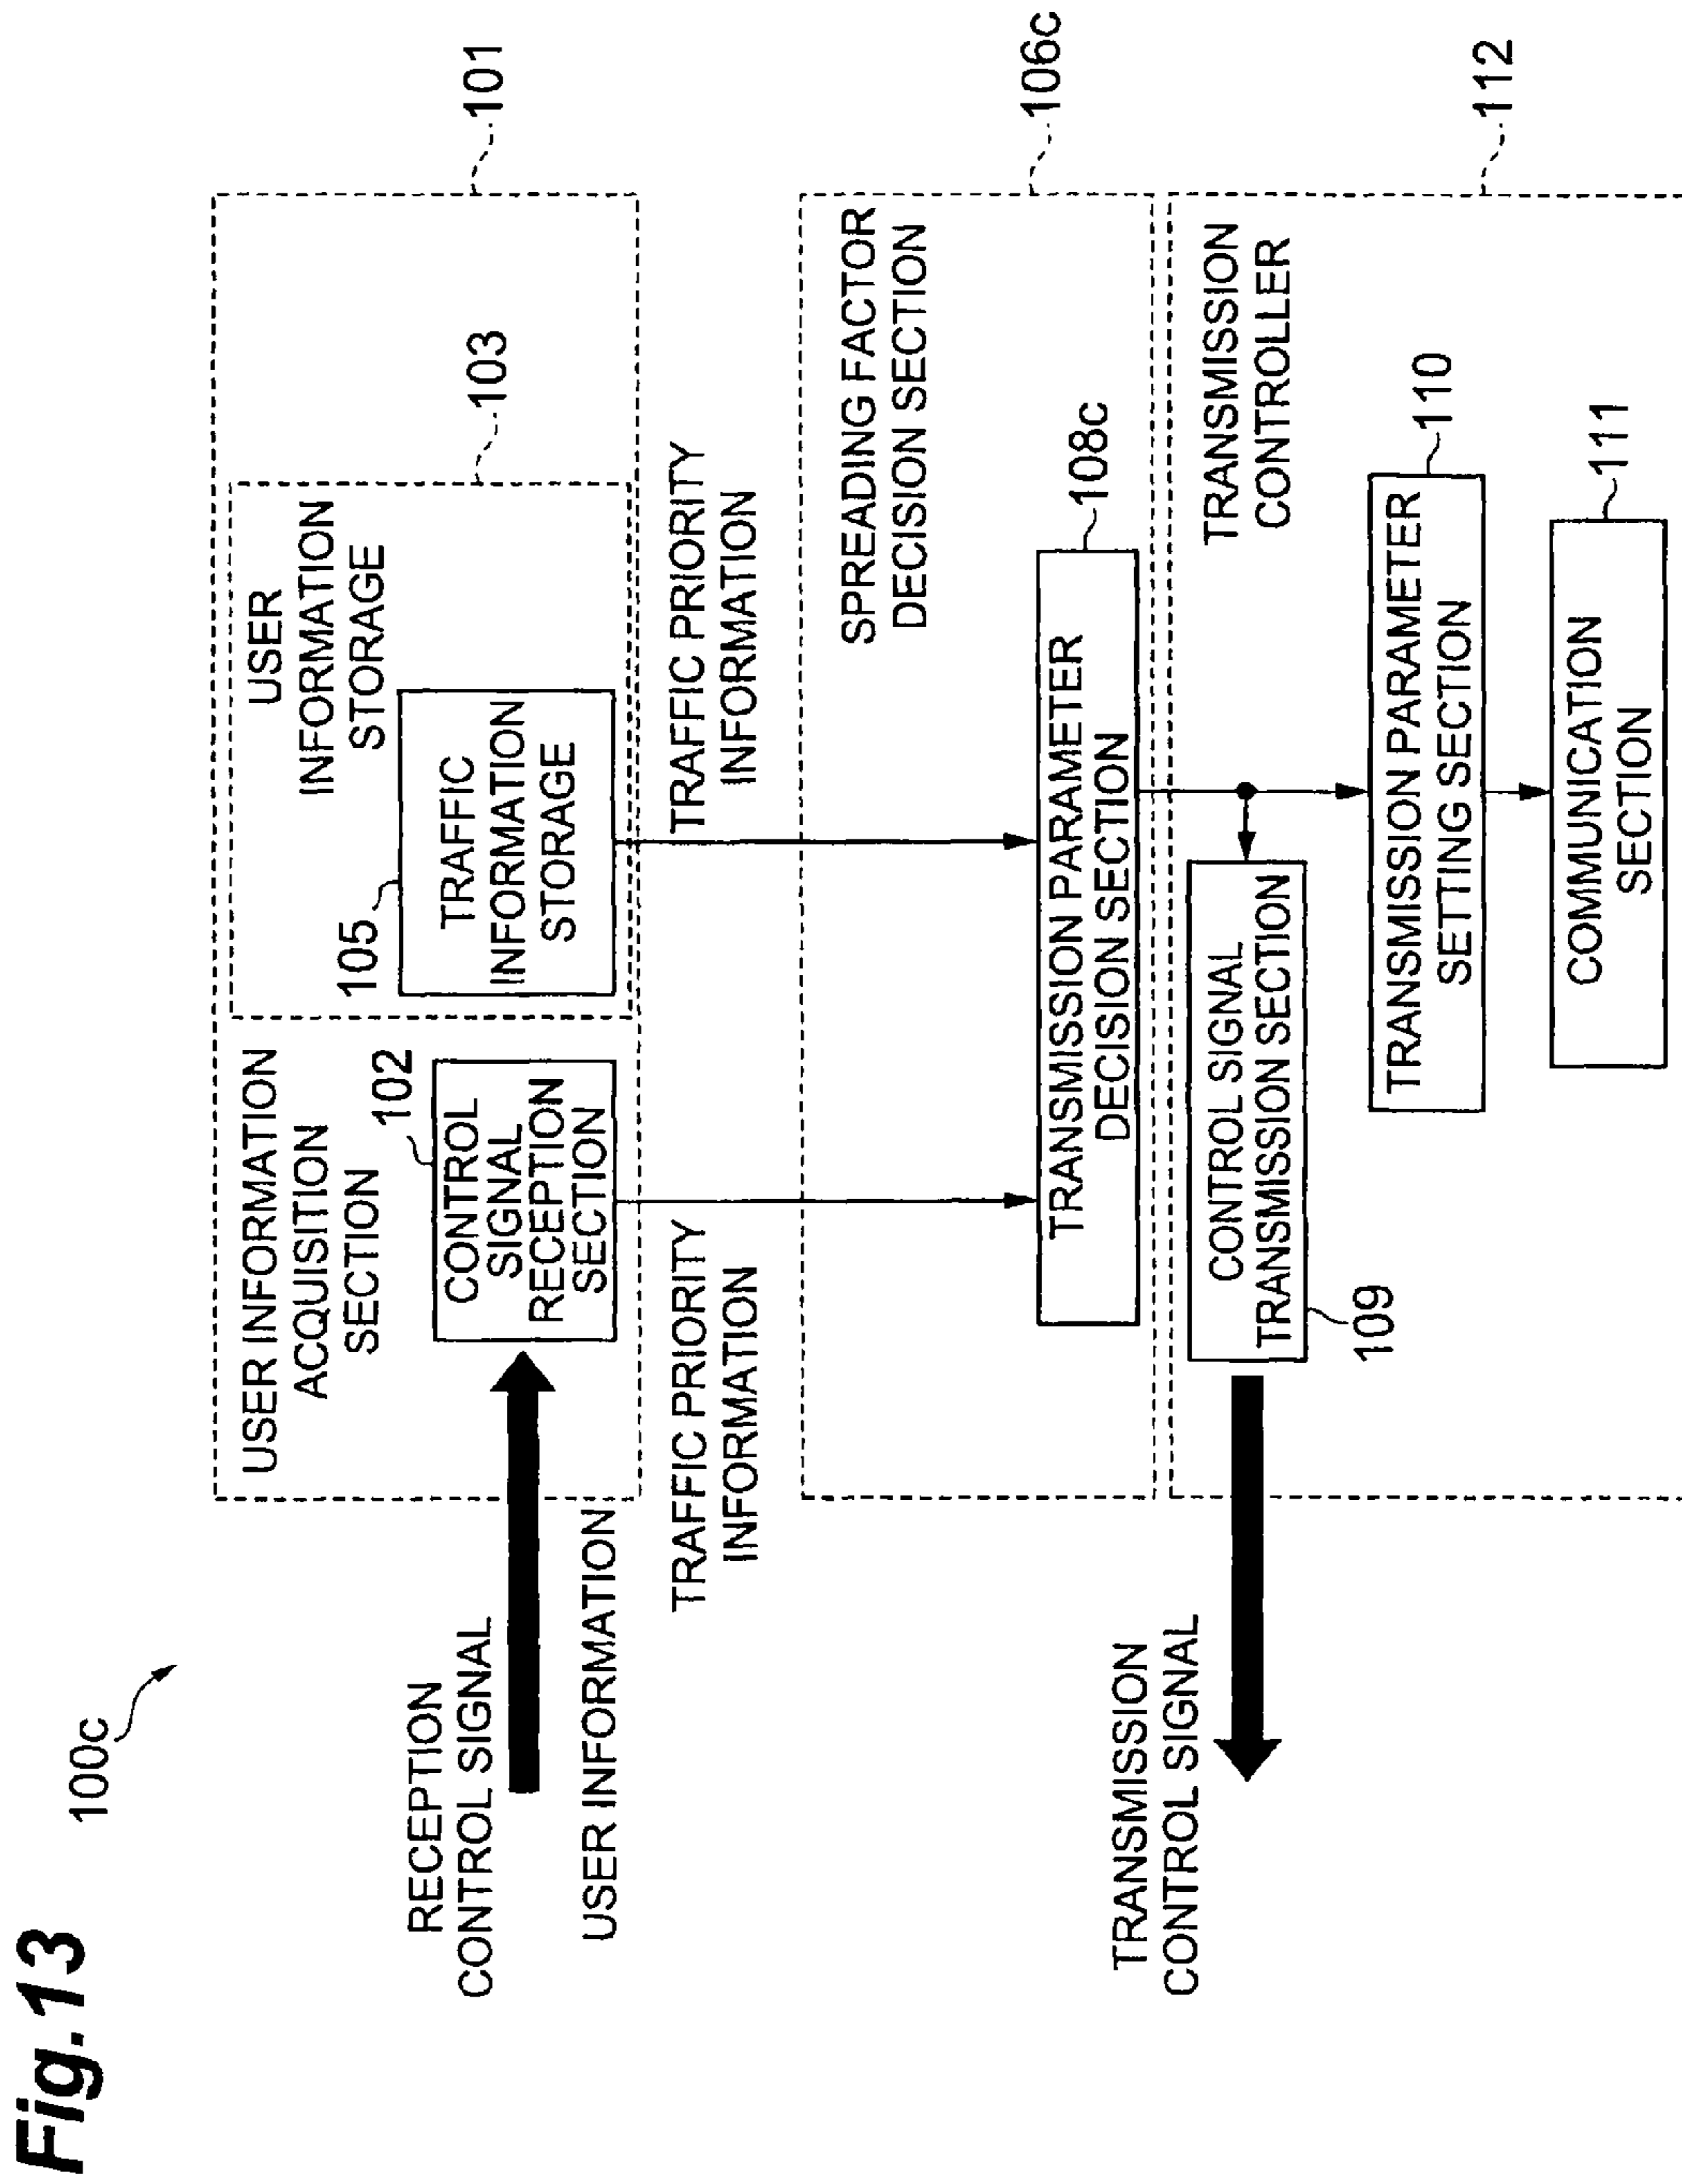 Fig.13
100c
RECEPTION
CONTROL SIGNAL
USER INFORMATION
USER INFORMATION
ACQUISITION
SECTION
102
CONTROL
SIGNAL
RECEPTION
SECTION
USER
INFORMATION
STORAGE
105
TRAFFIC
INFORMATION
STORAGE
103
101
TRAFFIC PRIORITY
INFORMATION
TRAFFIC PRIORITY
INFORMATION
SPREADING FACTOR
DECISION SECTION
106c
TRANSMISSION PARAMETER
DECISION SECTION
108c
TRANSMISSION
CONTROLLER
112
TRANSMISSION
CONTROL SIGNAL
CONTROL SIGNAL
TRANSMISSION SECTION
109
TRANSMISSION PARAMETER
SETTING SECTION
110
COMMUNICATION
SECTION
111